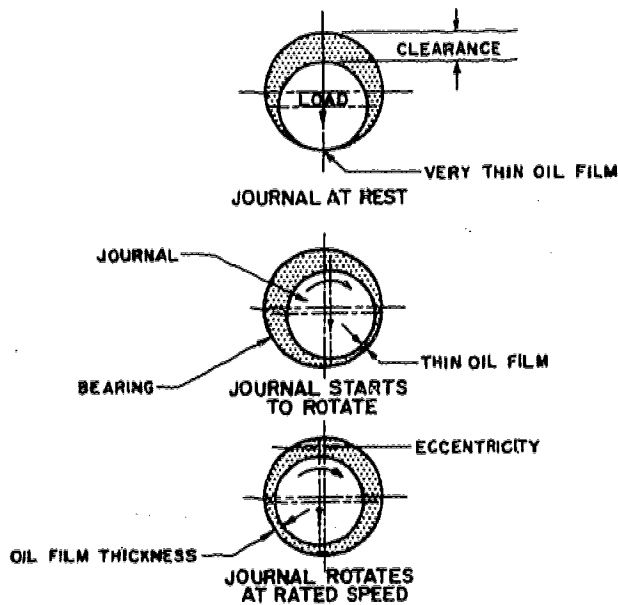 CLEARANCE
LOAD
VERY THIN OIL FILM
JOURNAL AT REST
JOURNAL
THIN OIL FILM
BEARING
JOURNAL STARTS
TO ROTATE
ECCENTRICITY
OIL FILM THICKNESS
JOURNAL ROTATES
AT RATED SPEED